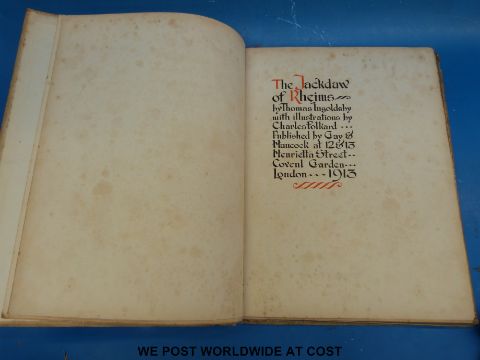 The Jackdaw
of Rheims
by Thomas Ingoldsby
with illustrations by
Charles Folkard ...
Published by Gay &
Hancock at 12 & 13
Henrietta Street ..
Covent Garden ...
London ... 1913
WE POST WORLDWIDE AT COST